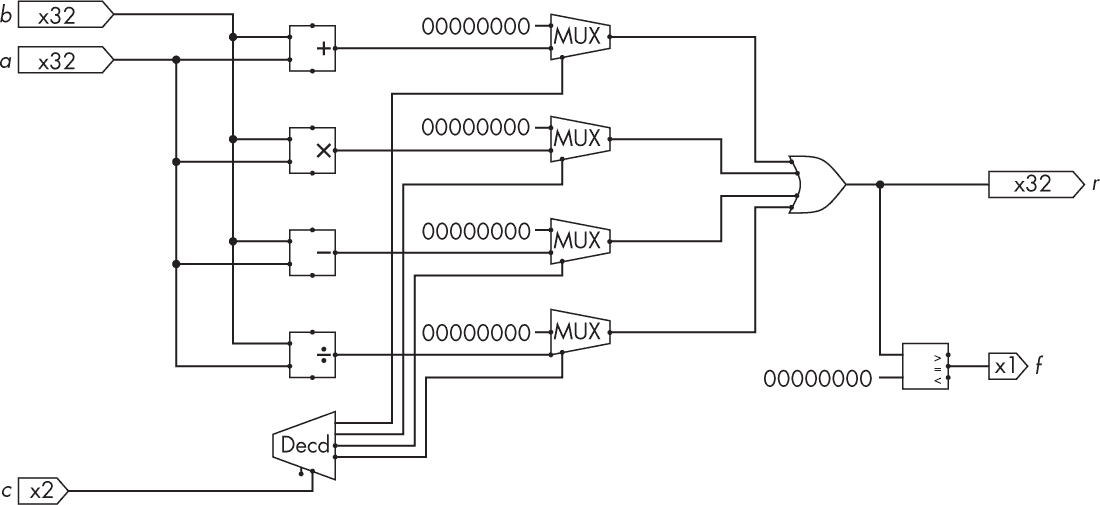 b x32
a x32
+
00000000 MUX
×
00000000 MUX
−
00000000 MUX
÷
00000000 MUX
x32 r
>
=
<
00000000
x1 f
Decd
c x2